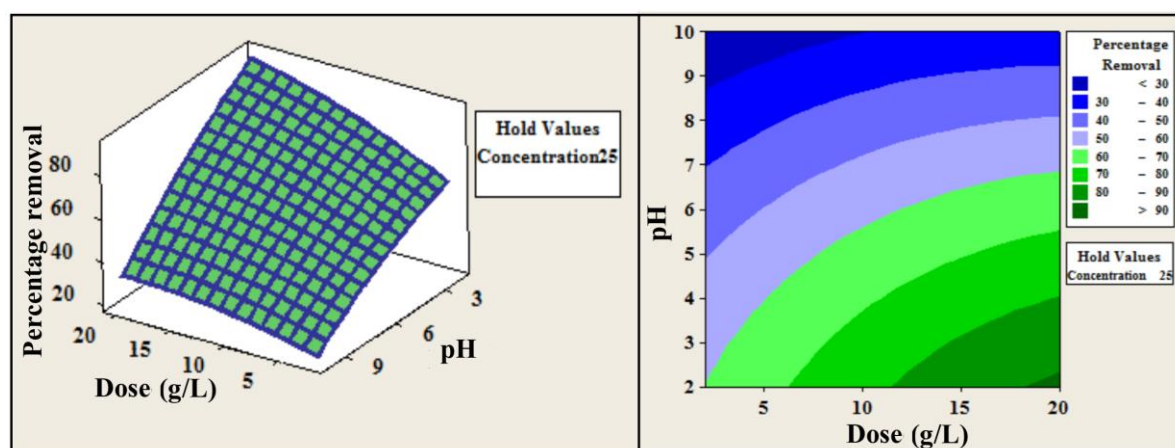 Percentage removal
80
60
40
20
20
15
10
5
Dose (g/L)
3
6
9
pH
Hold Values
Concentration25
pH
10
9
8
7
6
5
4
3
2
5
10
15
20
Dose (g/L)
Percentage
Removal
< 30
30 – 40
40 – 50
50 – 60
60 – 70
70 – 80
80 – 90
> 90
Hold Values
Concentration 25